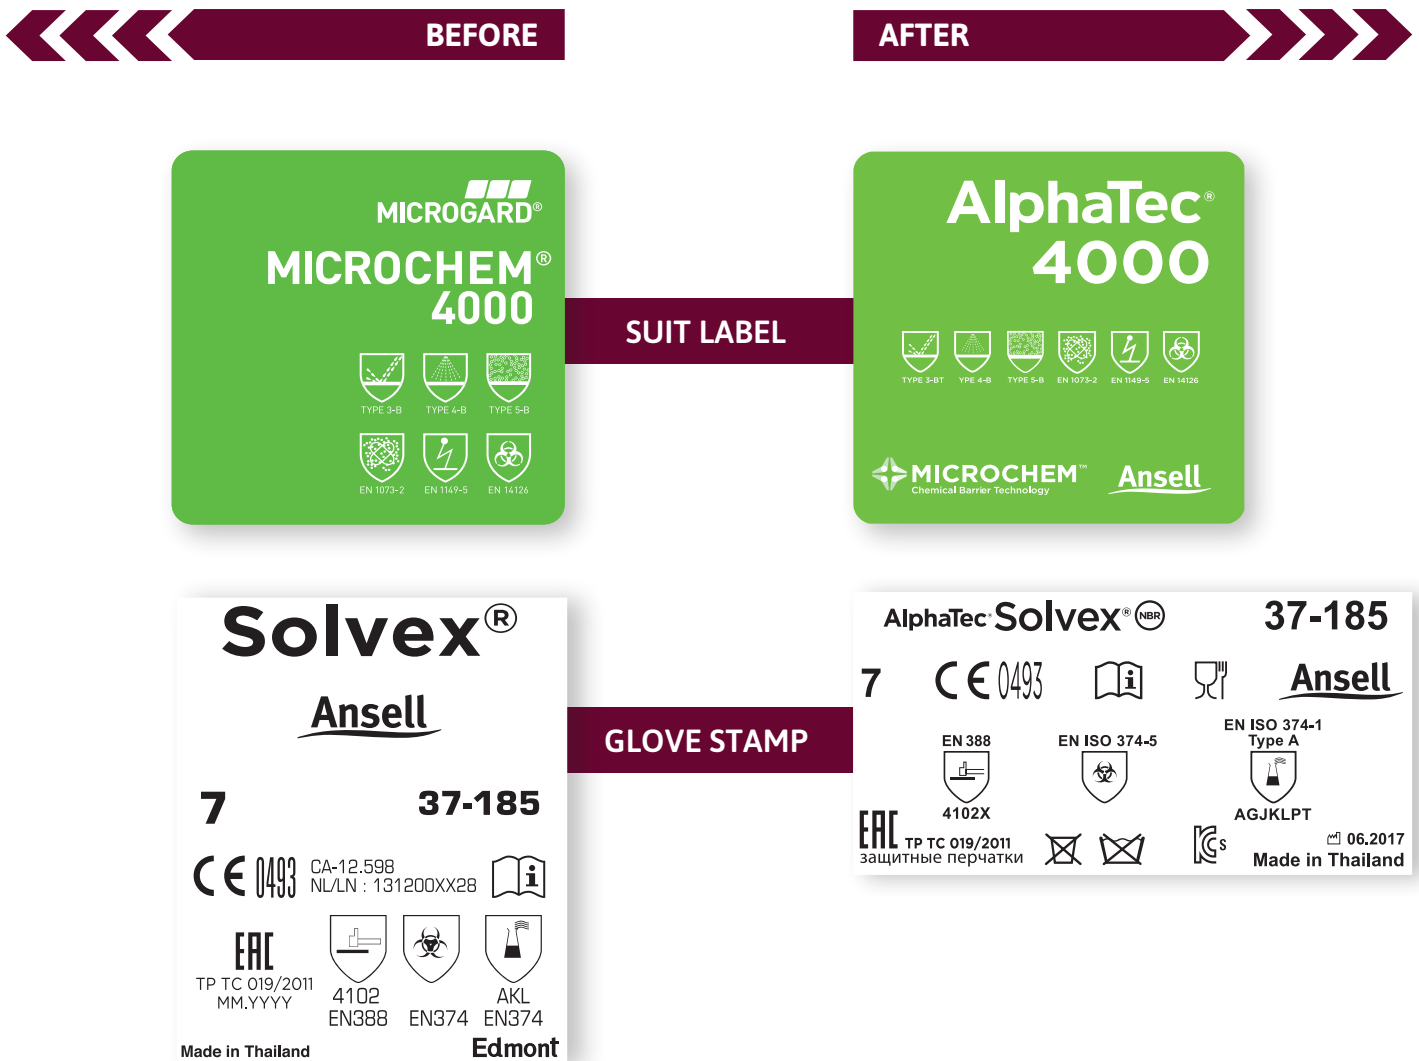 BEFORE
AFTER
MICROGARD®
MICROCHEM®
4000
TYPE 3-B TYPE 4-B TYPE 5-B
EN 1073-2 EN 1149-5 EN 14126
SUIT LABEL
AlphaTec®
4000
TYPE 3-BT YPE 4-B TYPE 5-B EN 1073-2 EN 1149-5 EN 14126
MICROCHEM™
Chemical Barrier Technology
Ansell
Solvex®
Ansell
7 37-185
CE 0493 CA-12.598
NL/LN : 131200XX28
i
EAC
TP TC 019/2011
MM.YYYY
4102
EN388
EN374
AKL
EN374
Made in Thailand
Edmont
GLOVE STAMP
AlphaTec® Solvex® NBR 37-185
7 CE 0493 i Ansell
EN 388
4102X
EN ISO 374-5
EN ISO 374-1
Type A
AGJKLPT
EAC TP TC 019/2011
защитные перчатки
KCs
06.2017
Made in Thailand